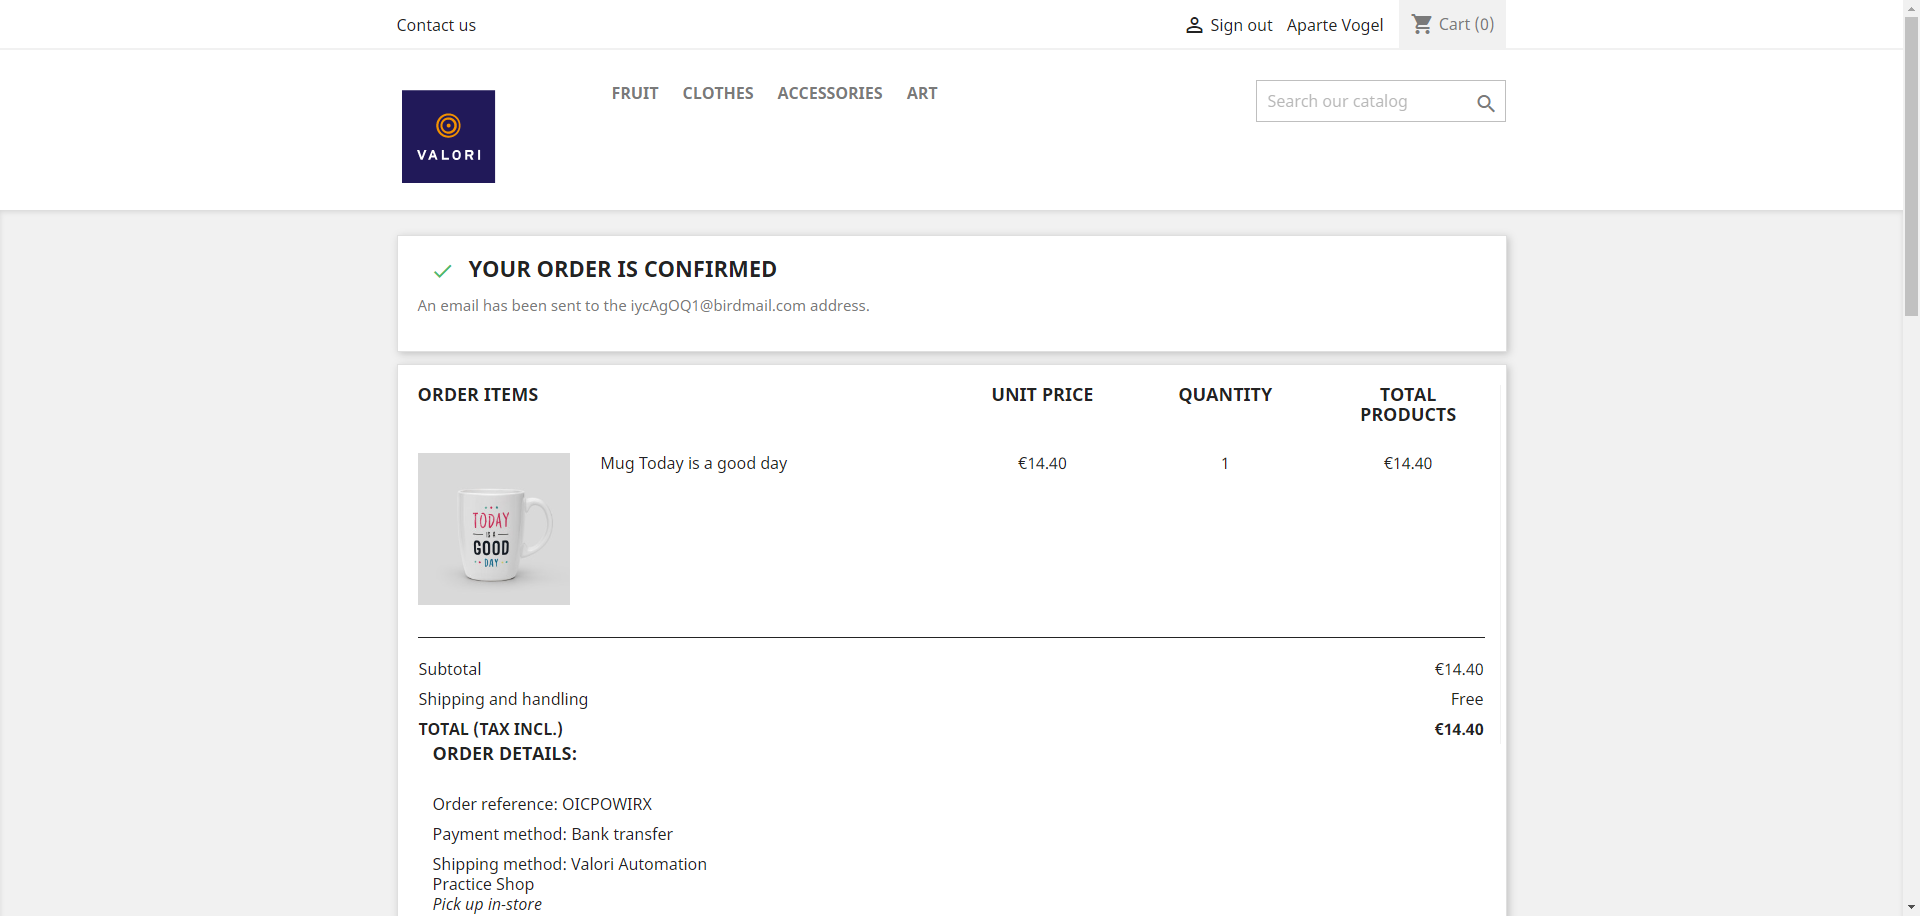 Contact us
Sign out Aparte Vogel Cart (0)
VALORI
FRUIT CLOTHES ACCESSORIES ART
Search our catalog
YOUR ORDER IS CONFIRMED
An email has been sent to the iycAgOQ1@birdmail.com address.
ORDER ITEMS UNIT PRICE QUANTITY TOTAL
PRODUCTS
Mug Today is a good day €14.40 1 €14.40
TODAY
IS A
GOOD
DAY
Subtotal €14.40
Shipping and handling Free
TOTAL (TAX INCL.) €14.40
ORDER DETAILS:
Order reference: OICPOWIRX
Payment method: Bank transfer
Shipping method: Valori Automation
Practice Shop
Pick up in-store